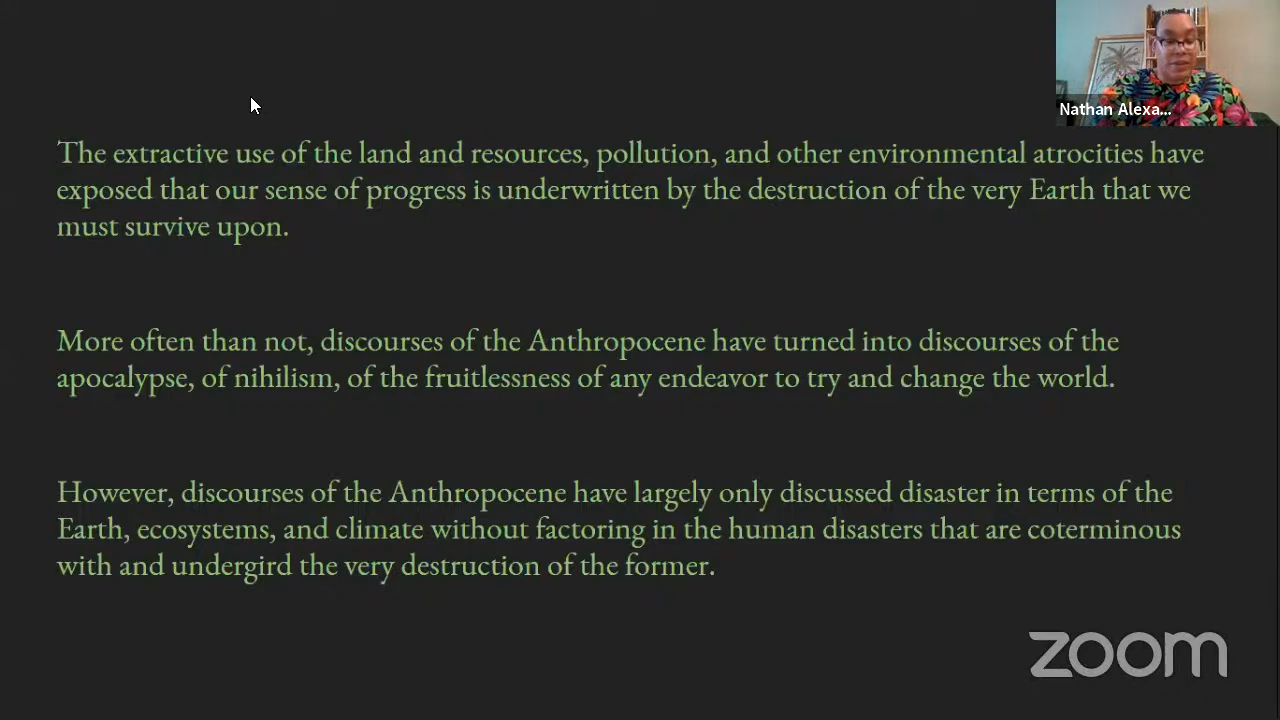 Nathan Alexa...
The extractive use of the land and resources, pollution, and other environmental atrocities have
exposed that our sense of progress is underwritten by the destruction of the very Earth that we
must survive upon.
More often than not, discourses of the Anthropocene have turned into discourses of the
apocalypse, of nihilism, of the fruitlessness of any endeavor to try and change the world.
However, discourses of the Anthropocene have largely only discussed disaster in terms of the
Earth, ecosystems, and climate without factoring in the human disasters that are coterminous
with and undergird the very destruction of the former.
zoom